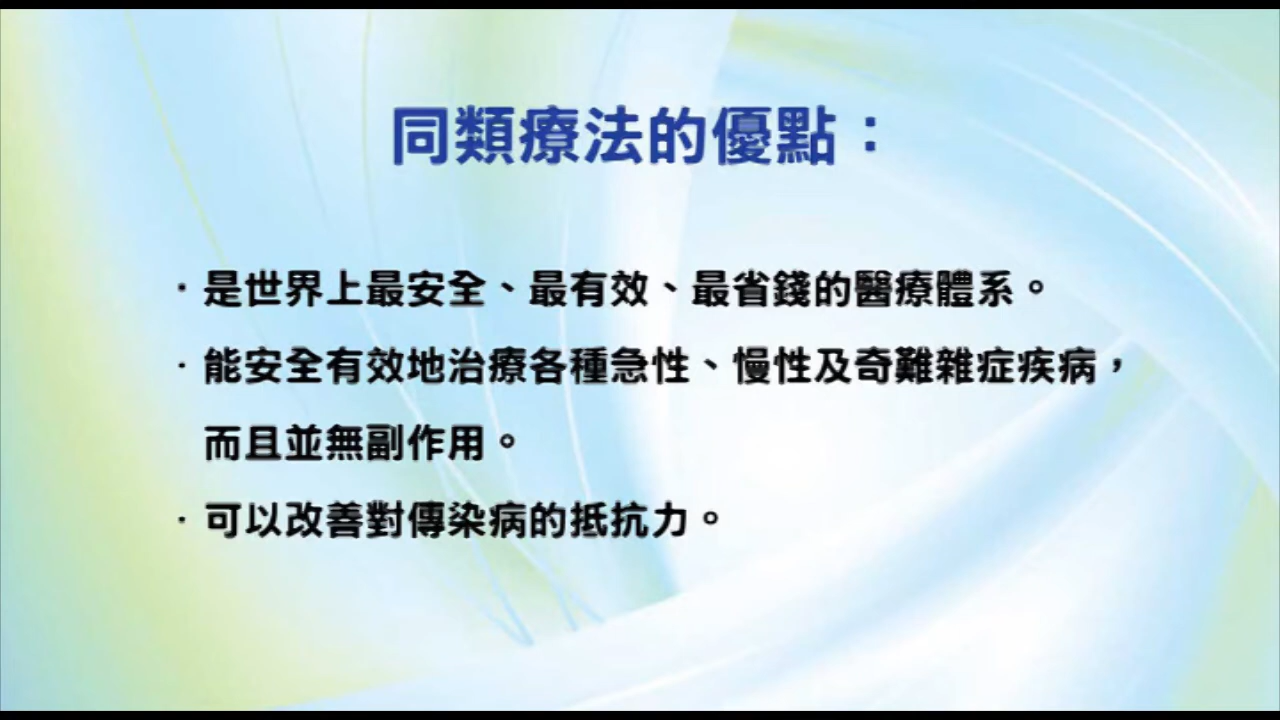 同類療法的優點：
· 是世界上最安全、最有效、最省錢的醫療體系。
· 能安全有效地治療各種急性、慢性及奇難雜症疾病，
而且並無副作用。
· 可以改善對傳染病的抵抗力。